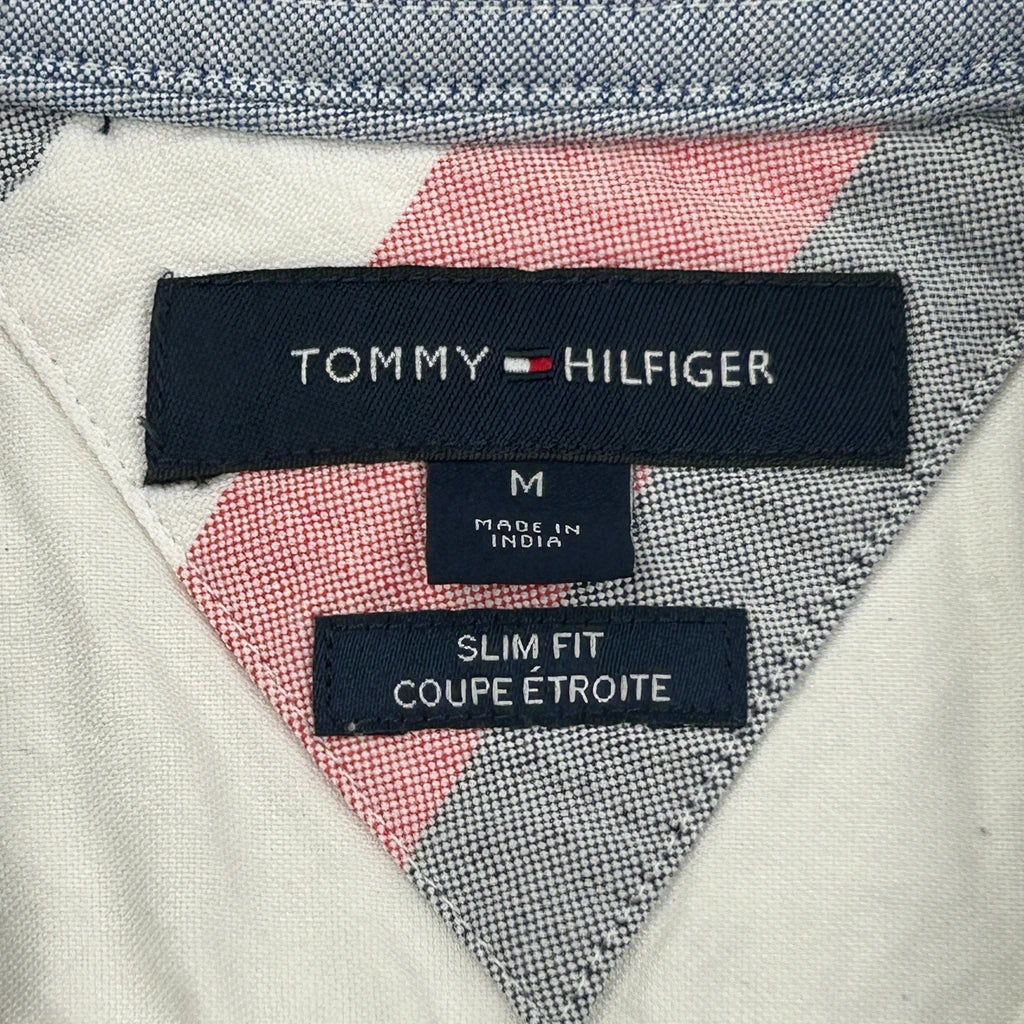 TOMMY HILFIGER
M
MADE IN
INDIA
SLIM FIT
COUPE ÉTROITE